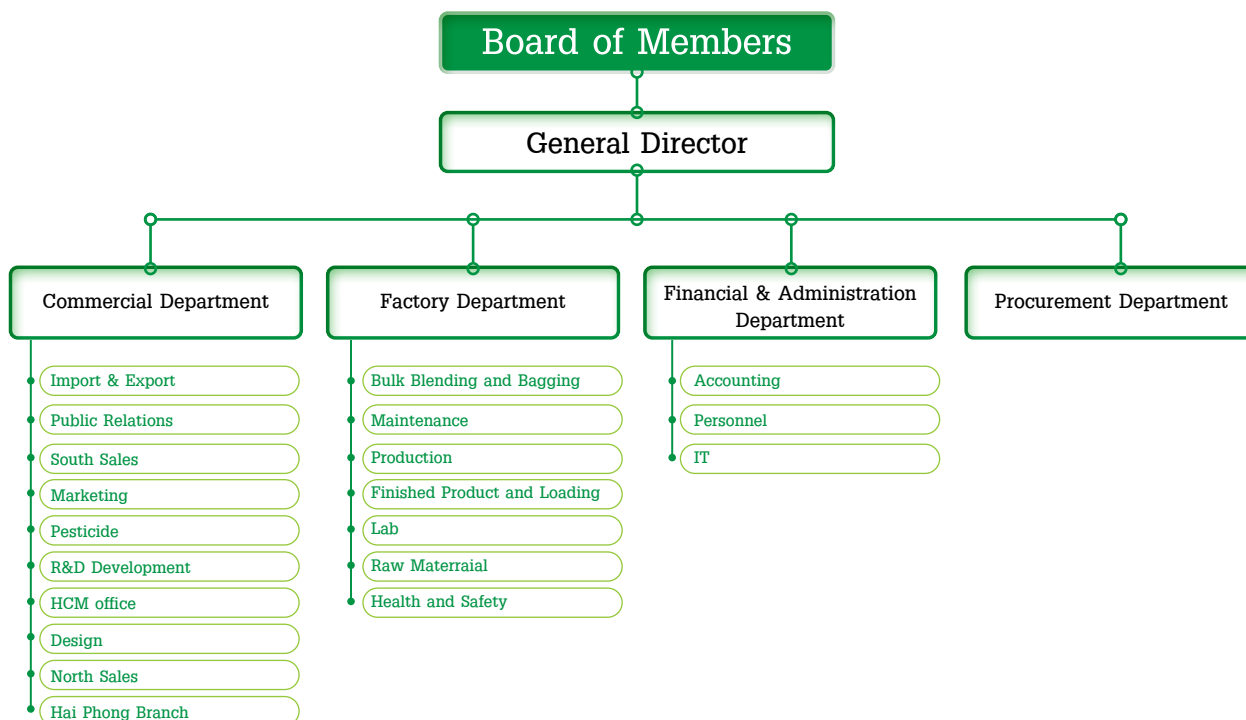 Board of Members
General Director
Commercial Department
Import & Export
Public Relations
South Sales
Marketing
Pesticide
R&D Development
HCM office
Design
North Sales
Hai Phong Branch
Factory Department
Bulk Blending and Bagging
Maintenance
Production
Finished Product and Loading
Lab
Raw Materraial
Health and Safety
Financial & Administration
Department
Accounting
Personnel
IT
Procurement Department